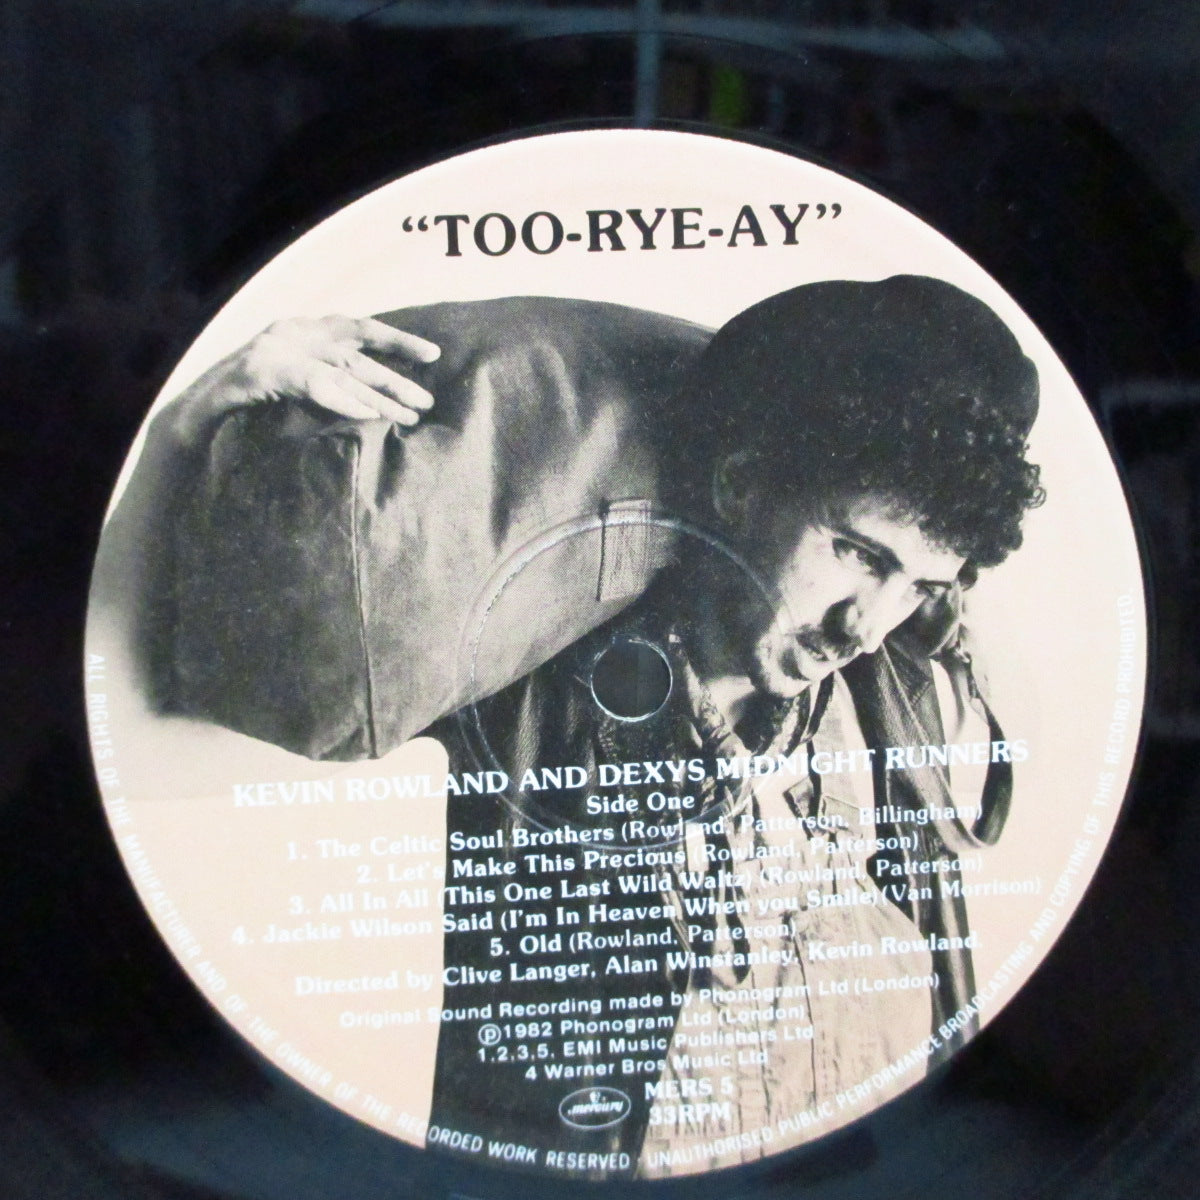 “TOO-RYE-AY”
KEVIN ROWLAND AND DEXYS MIDNIGHT RUNNERS
Side One
1. The Celtic Soul Brothers (Rowland, Patterson, Billingham)
2. Let's Make This Precious (Rowland, Patterson)
3. All In All (This One Last Wild Waltz) (Rowland, Patterson)
4. Jackie Wilson Said (I'm In Heaven When you Smile) (Van Morrison)
5. Old (Rowland, Patterson)
Directed by Clive Langer, Alan Winstanley, Kevin Rowland.
Original Sound Recording made by Phonogram Ltd (London)
℗1982 Phonogram Ltd (London)
1,2,3,5, EMI Music Publishers Ltd
4 Warner Bros Music Ltd
mercury
MERS 5
33RPM
ALL RIGHTS OF THE MANUFACTURER AND OF THE OWNER OF THE RECORDED WORK RESERVED · UNAUTHORISED PUBLIC PERFORMANCE BROADCASTING AND COPYING OF THIS RECORD PROHIBITED.